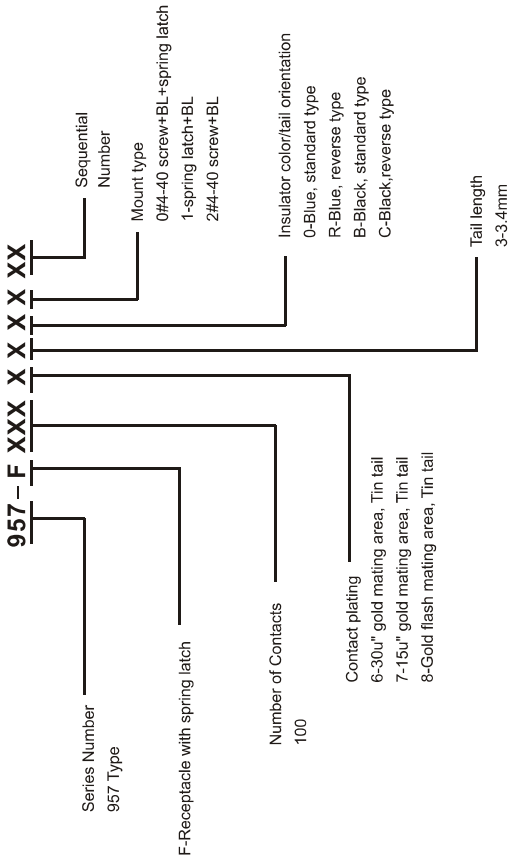 957–F XXX X X X X XX
Series Number
957 Type
F-Receptacle with spring latch
Number of Contacts
100
Contact plating
6-30u" gold mating area, Tin tail
7-15u" gold mating area, Tin tail
8-Gold flash mating area, Tin tail
Tail length
3-3.4mm
Insulator color/tail orientation
0-Blue, standard type
R-Blue, reverse type
B-Black, standard type
C-Black,reverse type
Mount type
0#4-40 screw+BL+spring latch
1-spring latch+BL
2#4-40 screw+BL
Sequential
Number